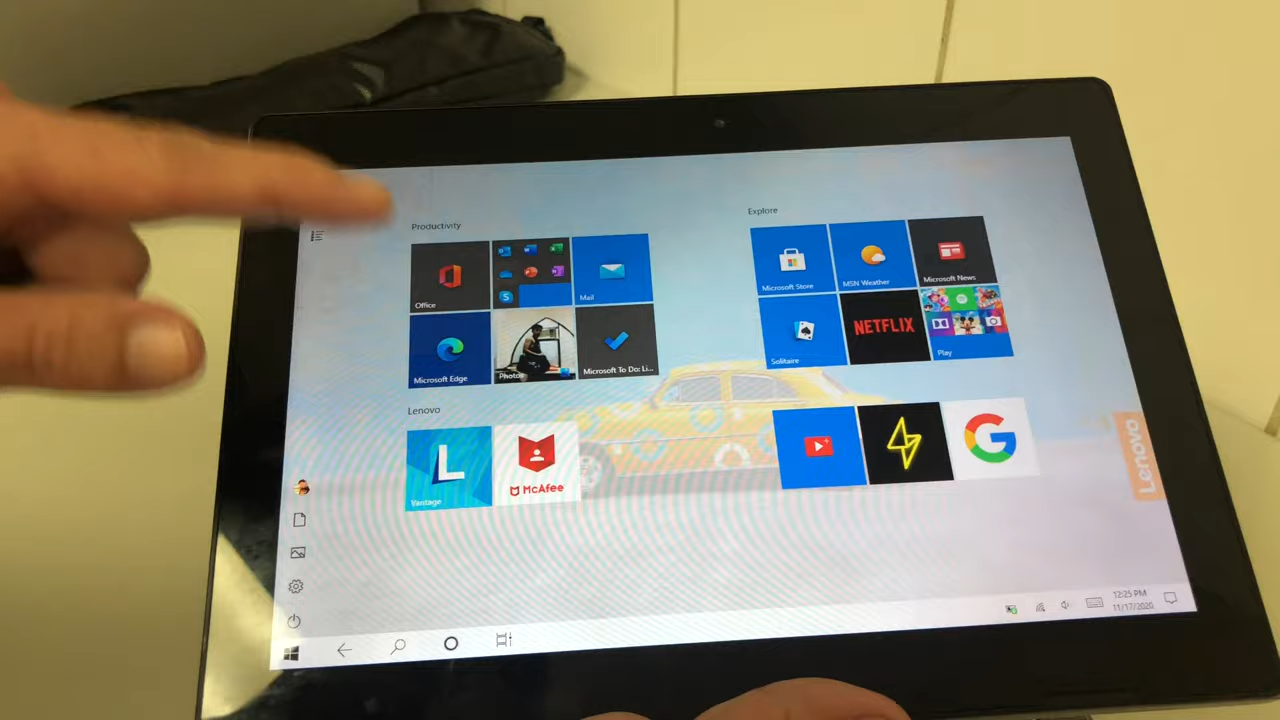 Productivity
Explore
Office
Mail
Microsoft Store
MSN Weather
Microsoft News
Microsoft Edge
Photos
Microsoft To Do: Li...
Solitaire
NETFLIX
Play
Lenovo
L
Vantage
McAfee
G
Lenovo
12:25 PM
11/17/2020